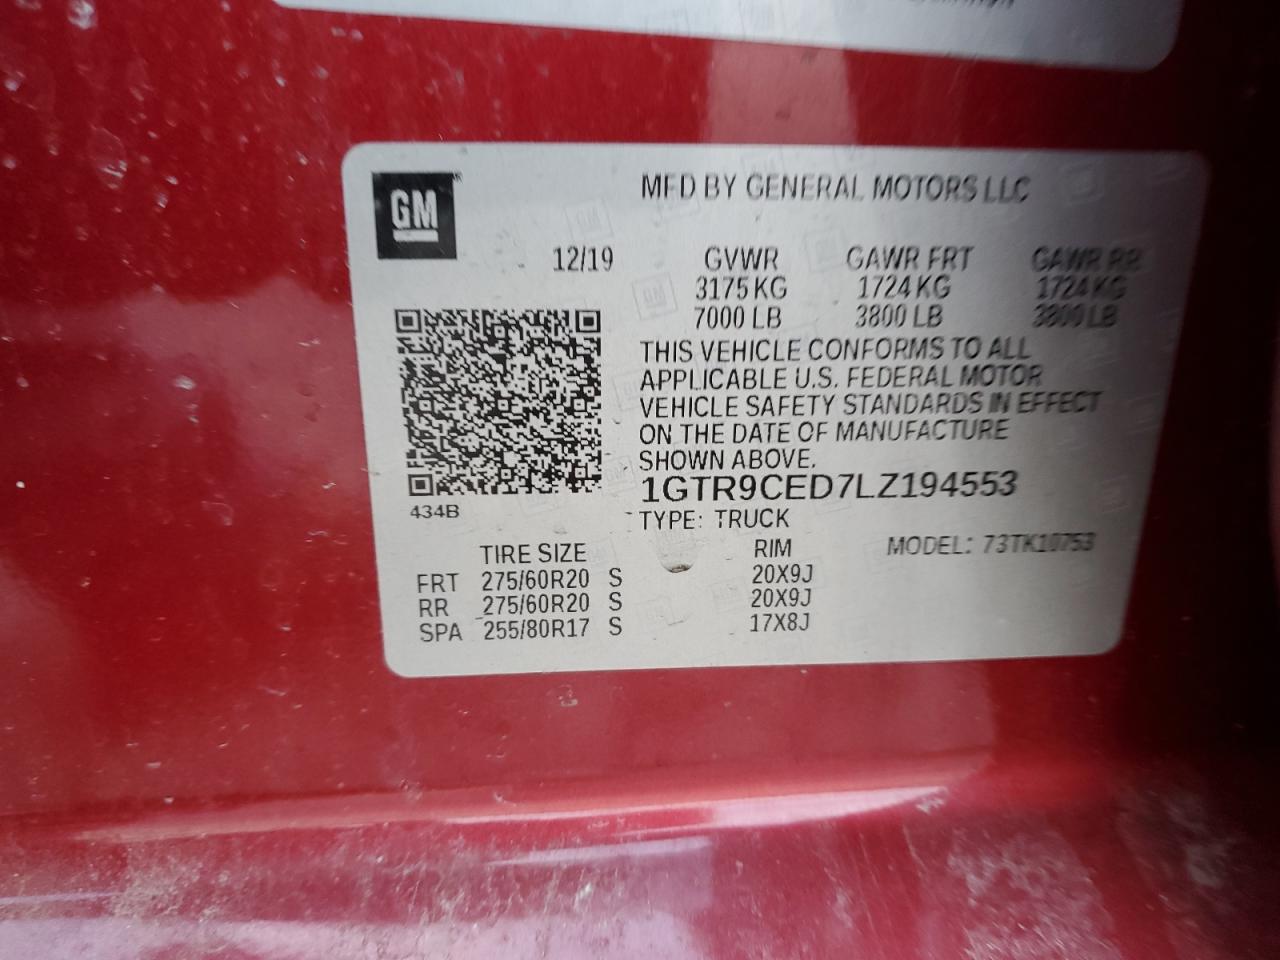 GM
MFD BY GENERAL MOTORS LLC
12/19 GVWR GAWR FRT GAWR RR
3175 KG 1724 KG 1724 KG
7000 LB 3800 LB 3800 LB
THIS VEHICLE CONFORMS TO ALL
APPLICABLE U.S. FEDERAL MOTOR
VEHICLE SAFETY STANDARDS IN EFFECT
ON THE DATE OF MANUFACTURE
SHOWN ABOVE.
1GTR9CED7LZ194553
434B
TYPE: TRUCK
MODEL: 73TK10753
TIRE SIZE RIM
FRT 275/60R20 S 20X9J
RR 275/60R20 S 20X9J
SPA 255/80R17 S 17X8J